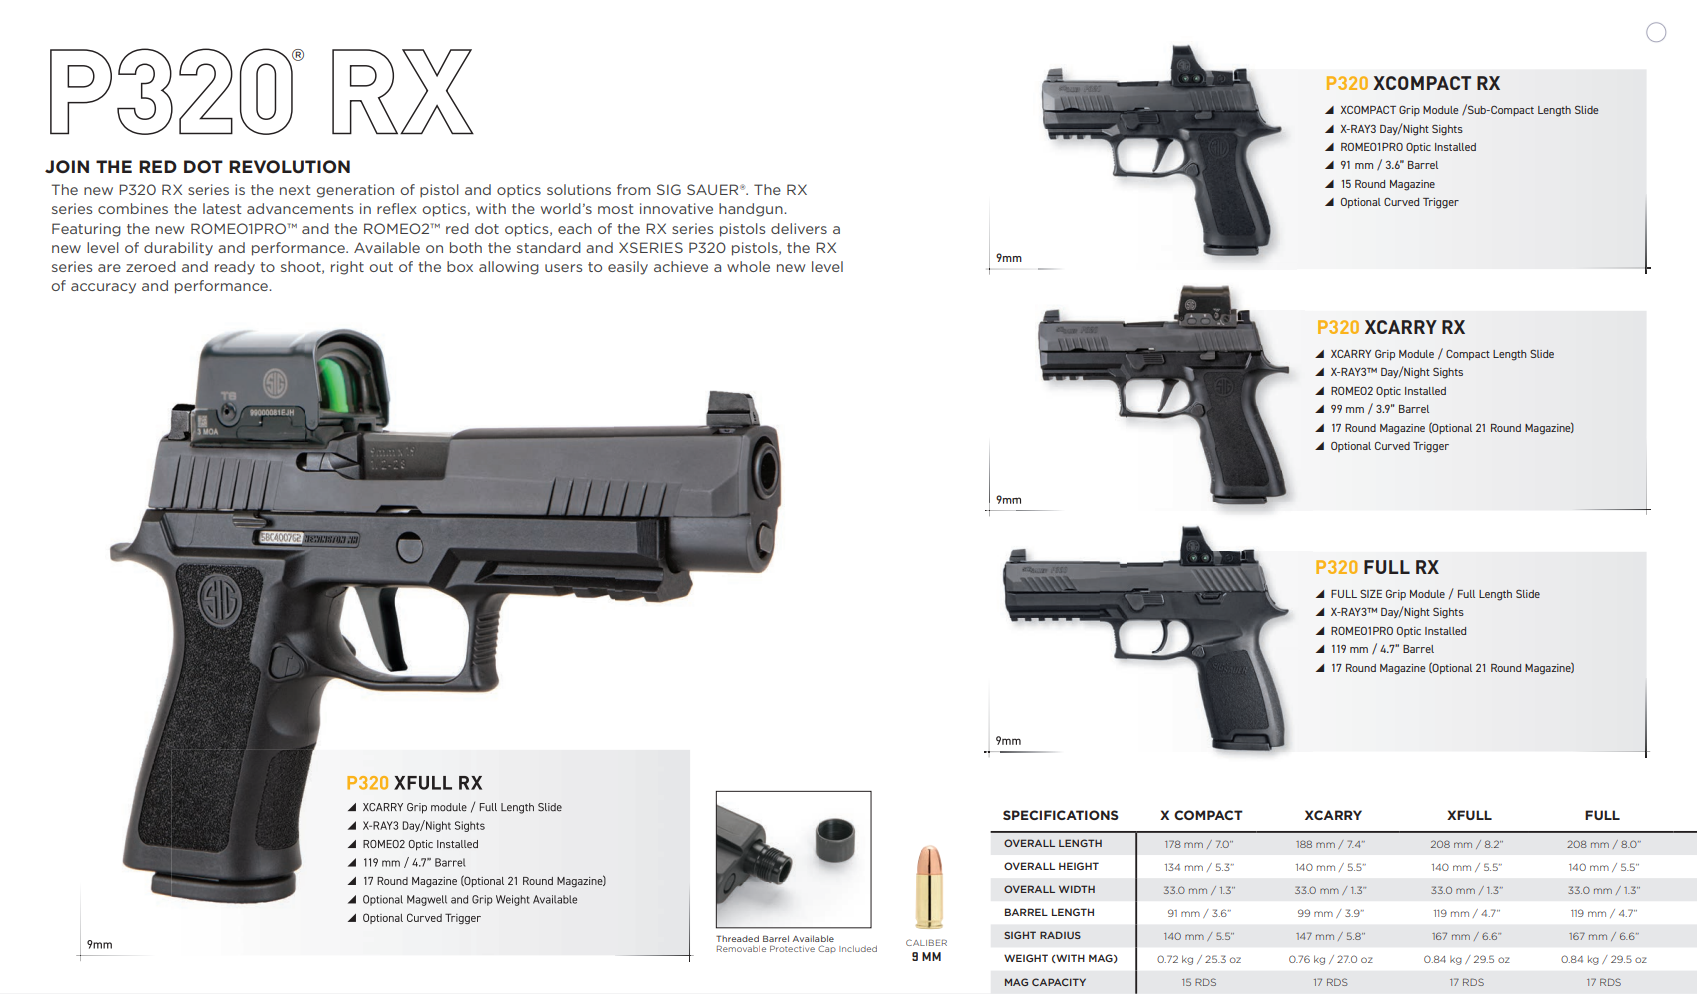 P320® RX
JOIN THE RED DOT REVOLUTION
The new P320 RX series is the next generation of pistol and optics solutions from SIG SAUER®. The RX
series combines the latest advancements in reflex optics, with the world's most innovative handgun.
Featuring the new ROMEO1PRO™ and the ROMEO2™ red dot optics, each of the RX series pistols delivers a
new level of durability and performance. Available on both the standard and XSERIES P320 pistols, the RX
series are zeroed and ready to shoot, right out of the box allowing users to easily achieve a whole new level
of accuracy and performance.
SIG
3 MOA
58C400762 NEWINGTON NH
SIG
P320 XFULL RX
XCARRY Grip module / Full Length Slide
X-RAY3 Day/Night Sights
ROMEO2 Optic Installed
119 mm / 4.7" Barrel
17 Round Magazine (Optional 21 Round Magazine)
Optional Magwell and Grip Weight Available
Optional Curved Trigger
9mm
Threaded Barrel Available
Removable Protective Cap Included
CALIBER
9 MM
P320 XCOMPACT RX
XCOMPACT Grip Module /Sub-Compact Length Slide
X-RAY3 Day/Night Sights
ROMEO1PRO Optic Installed
91 mm / 3.6" Barrel
15 Round Magazine
Optional Curved Trigger
9mm
P320 XCARRY RX
XCARRY Grip Module / Compact Length Slide
X-RAY3™ Day/Night Sights
ROMEO2 Optic Installed
99 mm / 3.9" Barrel
17 Round Magazine (Optional 21 Round Magazine)
Optional Curved Trigger
9mm
P320 FULL RX
FULL SIZE Grip Module / Full Length Slide
X-RAY3™ Day/Night Sights
ROMEO1PRO Optic Installed
119 mm / 4.7" Barrel
17 Round Magazine (Optional 21 Round Magazine)
9mm
SPECIFICATIONS X COMPACT XCARRY XFULL FULL
OVERALL LENGTH 178 mm / 7.0" 188 mm / 7.4" 208 mm / 8.2" 208 mm / 8.0"
OVERALL HEIGHT 134 mm / 5.3" 140 mm / 5.5" 140 mm / 5.5" 140 mm / 5.5"
OVERALL WIDTH 33.0 mm / 1.3" 33.0 mm / 1.3" 33.0 mm / 1.3" 33.0 mm / 1.3"
BARREL LENGTH 91 mm / 3.6" 99 mm / 3.9" 119 mm / 4.7" 119 mm / 4.7"
SIGHT RADIUS 140 mm / 5.5" 147 mm / 5.8" 167 mm / 6.6" 167 mm / 6.6"
WEIGHT (WITH MAG) 0.72 kg / 25.3 oz 0.76 kg / 27.0 oz 0.84 kg / 29.5 oz 0.84 kg / 29.5 oz
MAG CAPACITY 15 RDS 17 RDS 17 RDS 17 RDS